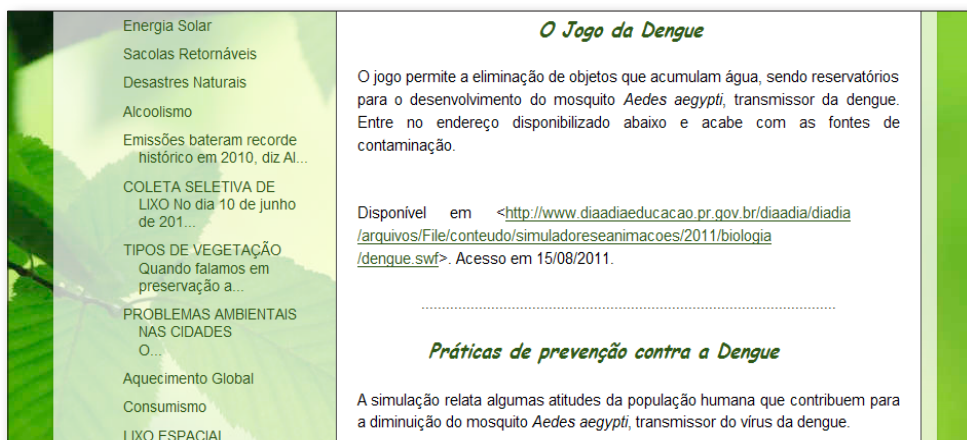 Energia Solar
Sacolas Retornáveis
Desastres Naturais
Alcoolismo
Emissões bateram recorde
histórico em 2010, diz Al...
COLETA SELETIVA DE
LIXO No dia 10 de junho
de 201...
TIPOS DE VEGETAÇÃO
Quando falamos em
preservação a...
PROBLEMAS AMBIENTAIS
NAS CIDADES
O...
Aquecimento Global
Consumismo
LIXO ESPACIAL
O Jogo da Dengue
O jogo permite a eliminação de objetos que acumulam água, sendo reservatórios
para o desenvolvimento do mosquito Aedes aegypti, transmissor da dengue.
Entre no endereço disponibilizado abaixo e acabe com as fontes de
contaminação.
Disponível em <http://www.diaadiaeducacao.pr.gov.br/diaadia/diadia
/arquivos/File/conteudo/simuladoreseanimacoes/2011/biologia
/dengue.swf>. Acesso em 15/08/2011.
Práticas de prevenção contra a Dengue
A simulação relata algumas atitudes da população humana que contribuem para
a diminuição do mosquito Aedes aegypti, transmissor do vírus da dengue.